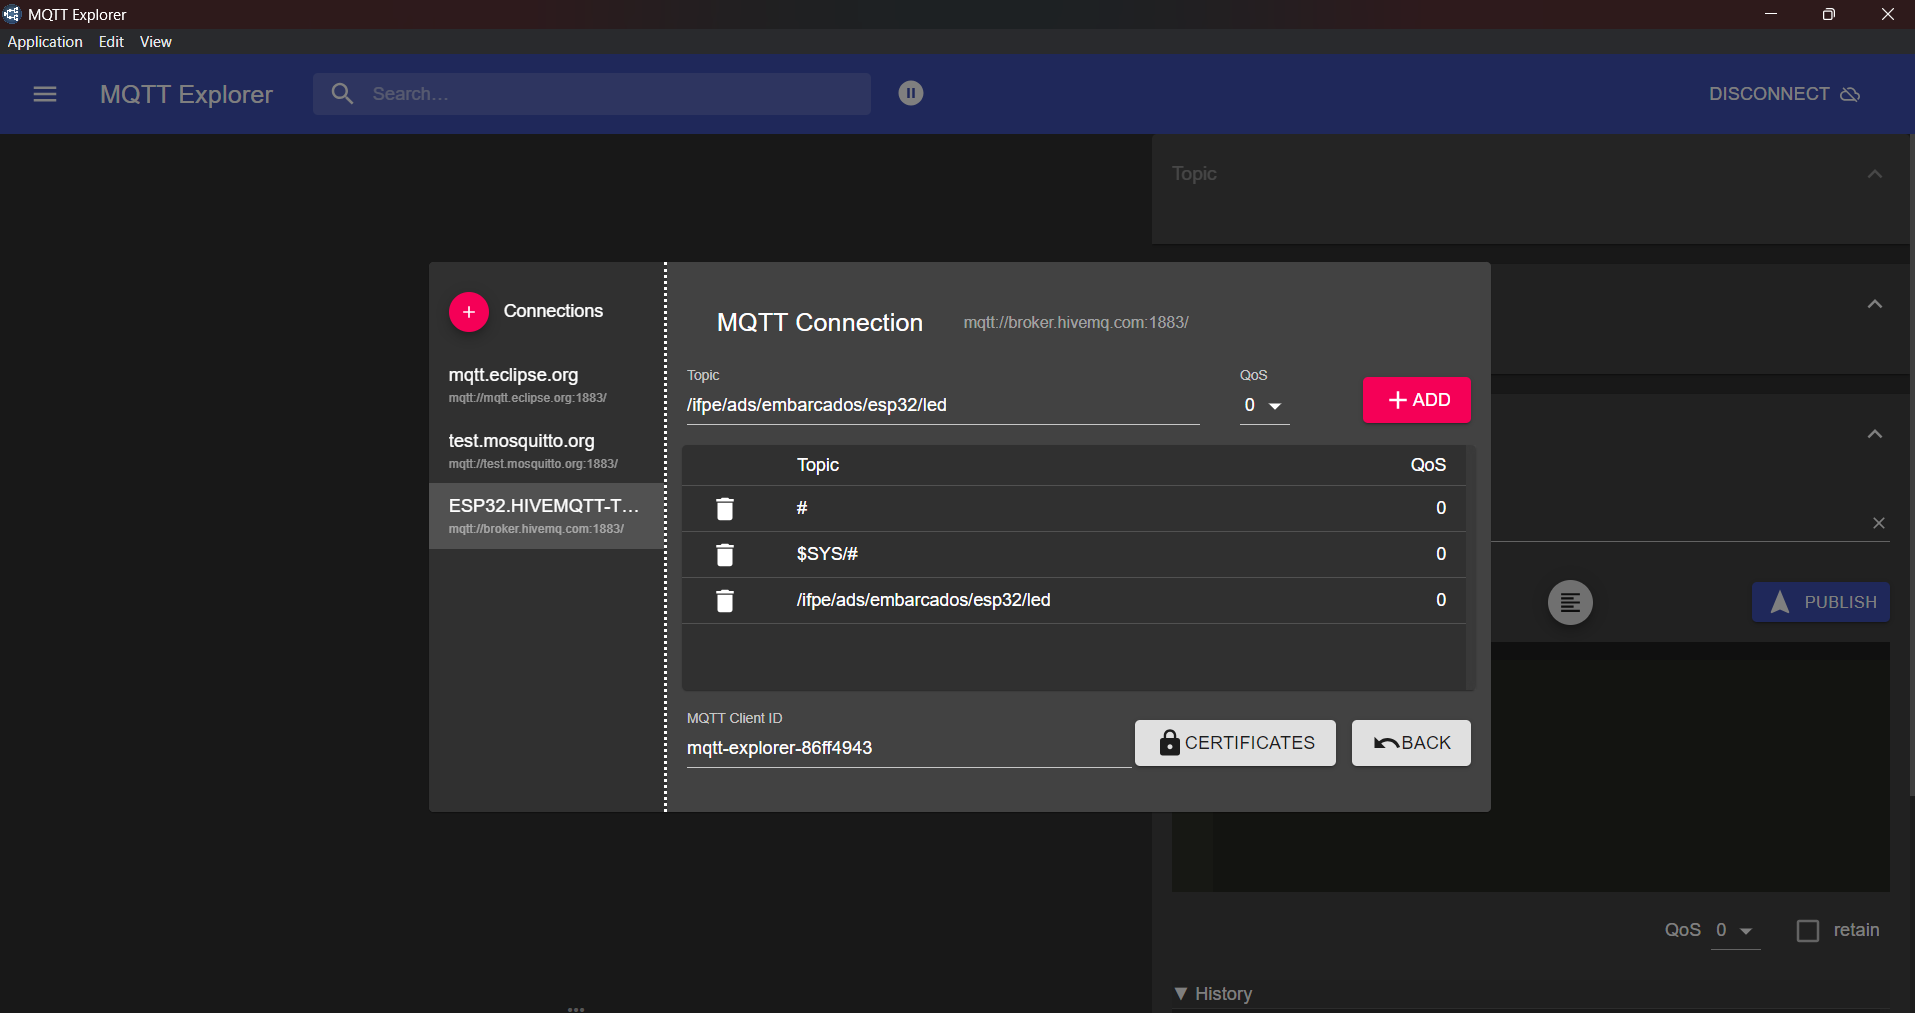 MQTT Explorer
Application Edit View
MQTT Explorer
Search...
DISCONNECT
Topic
Connections
mqtt.eclipse.org
mqtt://mqtt.eclipse.org:1883/
test.mosquitto.org
mqtt://test.mosquitto.org:1883/
ESP32.HIVEMQTT-T...
mqtt://broker.hivemq.com:1883/
MQTT Connection mqtt://broker.hivemq.com:1883/
Topic QoS
/ifpe/ads/embarcados/esp32/led 0
ADD
Topic QoS
# 0
$SYS/# 0
/ifpe/ads/embarcados/esp32/led 0
MQTT Client ID
mqtt-explorer-86ff4943
CERTIFICATES BACK
PUBLISH
QoS 0 retain
▼ History